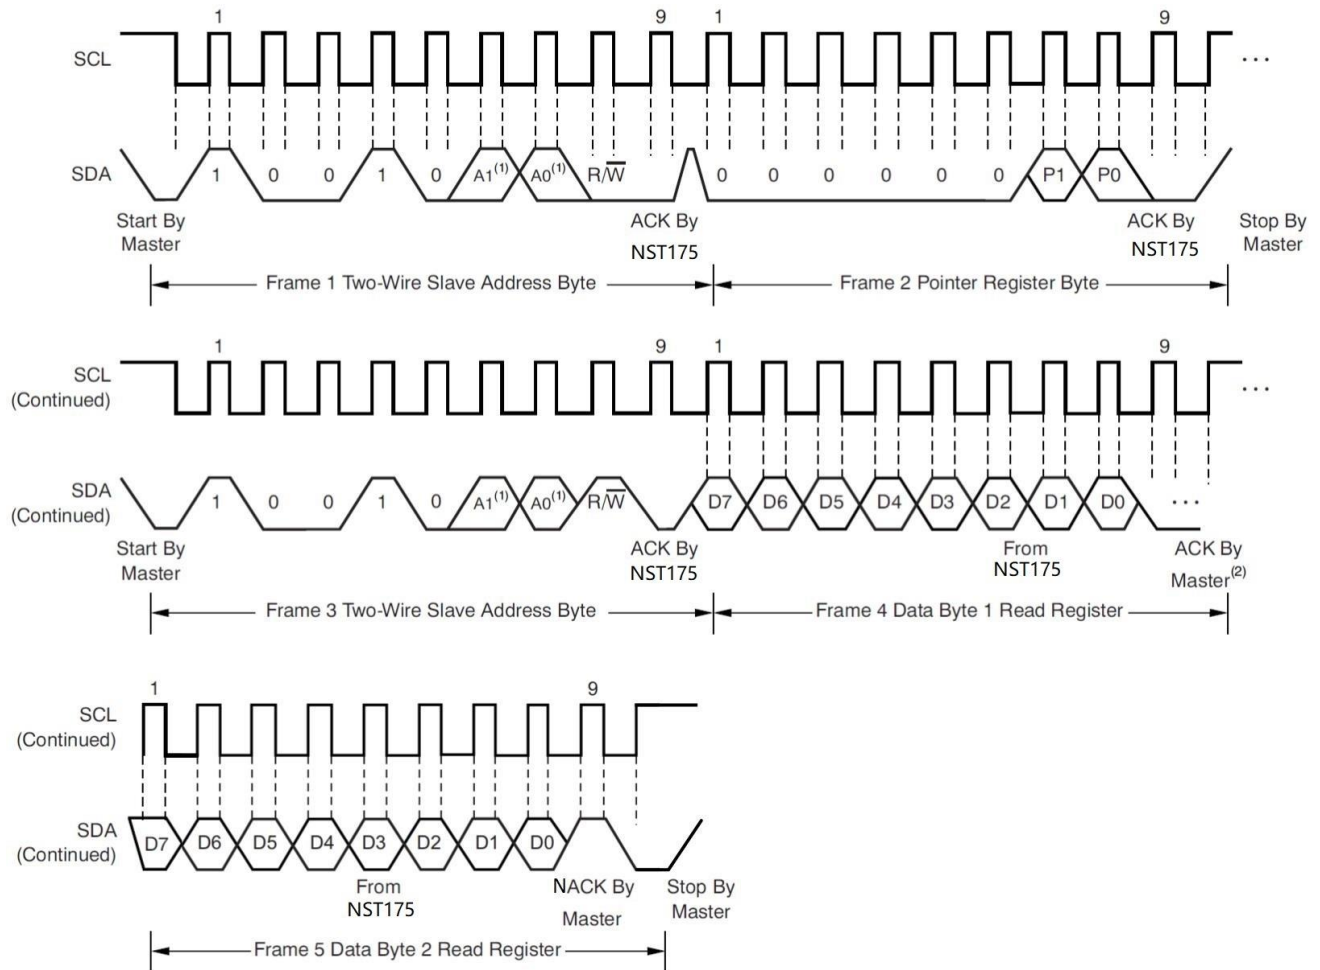 1 9 1 9
SCL ...
SDA 1 0 0 1 0 A1(1) A0(1) R/W̅ 0 0 0 0 0 0 P1 P0
Start By ACK By ACK By Stop By
Master NST175 NST175 Master
Frame 1 Two-Wire Slave Address Byte Frame 2 Pointer Register Byte
1 9 1 9
SCL ...
(Continued)
SDA 1 0 0 1 0 A1(1) A0(1) R/W̅ D7 D6 D5 D4 D3 D2 D1 D0 ...
(Continued)
Start By ACK By From ACK By
Master NST175 NST175 Master(2)
Frame 3 Two-Wire Slave Address Byte Frame 4 Data Byte 1 Read Register
1 9
SCL
(Continued)
SDA D7 D6 D5 D4 D3 D2 D1 D0
(Continued)
From NACK By Stop By
NST175 Master Master
Frame 5 Data Byte 2 Read Register